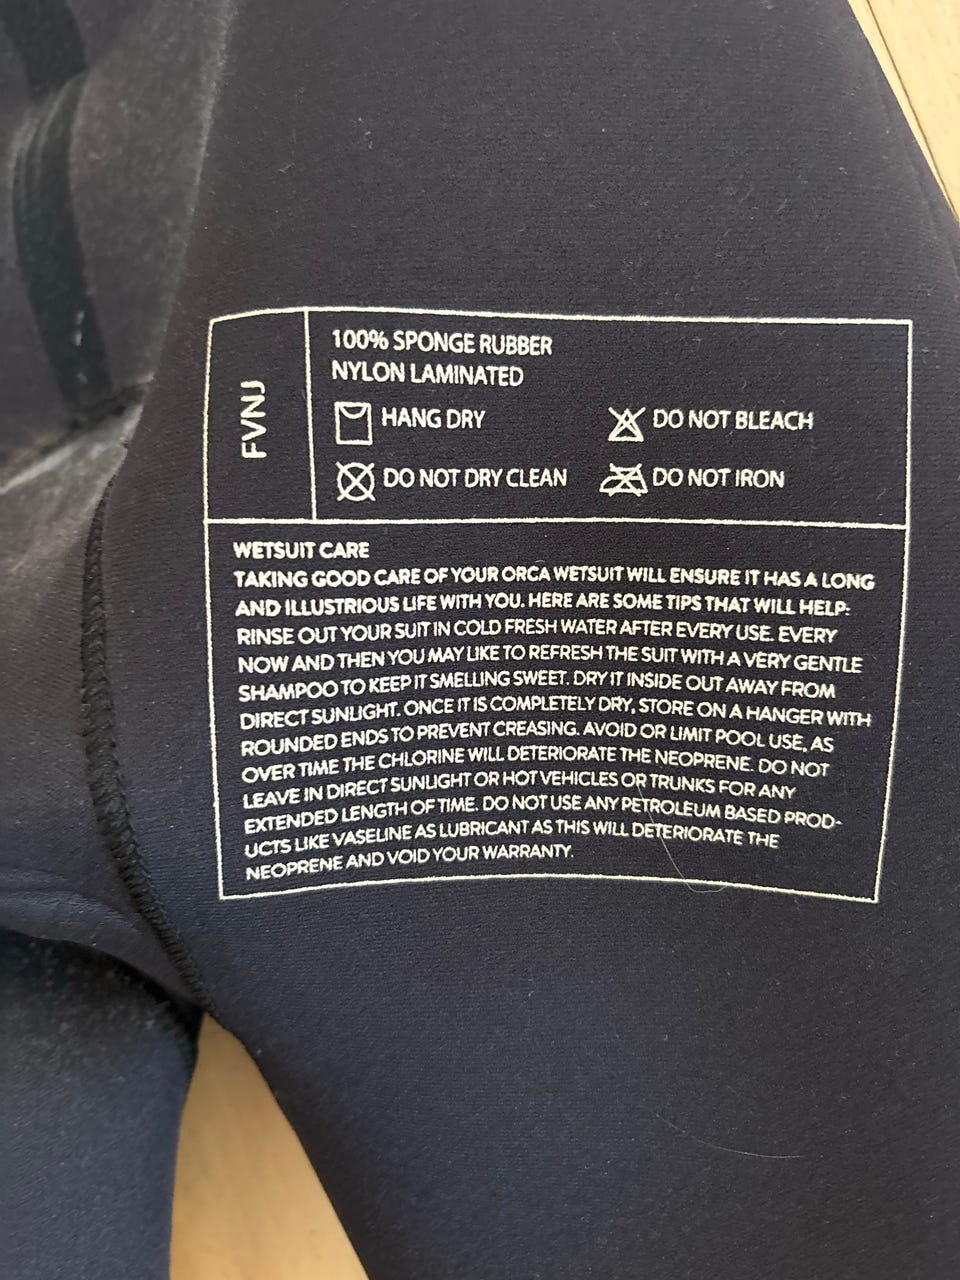 FVNJ
100% SPONGE RUBBER
NYLON LAMINATED
HANG DRY
DO NOT BLEACH
DO NOT DRY CLEAN
DO NOT IRON
WETSUIT CARE
TAKING GOOD CARE OF YOUR ORCA WETSUIT WILL ENSURE IT HAS A LONG
AND ILLUSTRIOUS LIFE WITH YOU. HERE ARE SOME TIPS THAT WILL HELP:
RINSE OUT YOUR SUIT IN COLD FRESH WATER AFTER EVERY USE. EVERY
NOW AND THEN YOU MAY LIKE TO REFRESH THE SUIT WITH A VERY GENTLE
SHAMPOO TO KEEP IT SMELLING SWEET. DRY IT INSIDE OUT AWAY FROM
DIRECT SUNLIGHT. ONCE IT IS COMPLETELY DRY, STORE ON A HANGER WITH
ROUNDED ENDS TO PREVENT CREASING. AVOID OR LIMIT POOL USE, AS
OVER TIME THE CHLORINE WILL DETERIORATE THE NEOPRENE. DO NOT
LEAVE IN DIRECT SUNLIGHT OR HOT VEHICLES OR TRUNKS FOR ANY
EXTENDED LENGTH OF TIME. DO NOT USE ANY PETROLEUM BASED PROD-
UCTS LIKE VASELINE AS LUBRICANT AS THIS WILL DETERIORATE THE
NEOPRENE AND VOID YOUR WARRANTY.